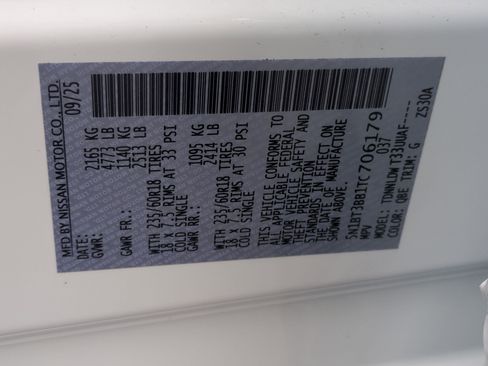 MFD BY NISSAN MOTOR CO., LTD.
DATE: 09/25
GVWR: 2165 KG
4773 LB
GAWR FR.: 1140 KG
2513 LB
WITH 235/60R18 TIRES
18 X 7.5 RIMS AT 33 PSI
COLD SINGLE
GAWR RR.: 1095 KG
2414 LB
WITH 235/60R18 TIRES
18 X 7.5 RIMS AT 30 PSI
COLD SINGLE
THIS VEHICLE CONFORMS TO
ALL APPLICABLE FEDERAL
MOTOR VEHICLE SAFETY AND
THEFT PREVENTION
STANDARDS IN EFFECT ON
THE DATE OF MANUFACTURE
SHOWN ABOVE.
5N1BT3BB1TC706179
MPV 037
MODEL: TDNNLDW T33UUAF----
COLOR: QBE TRIM: G ZS30A